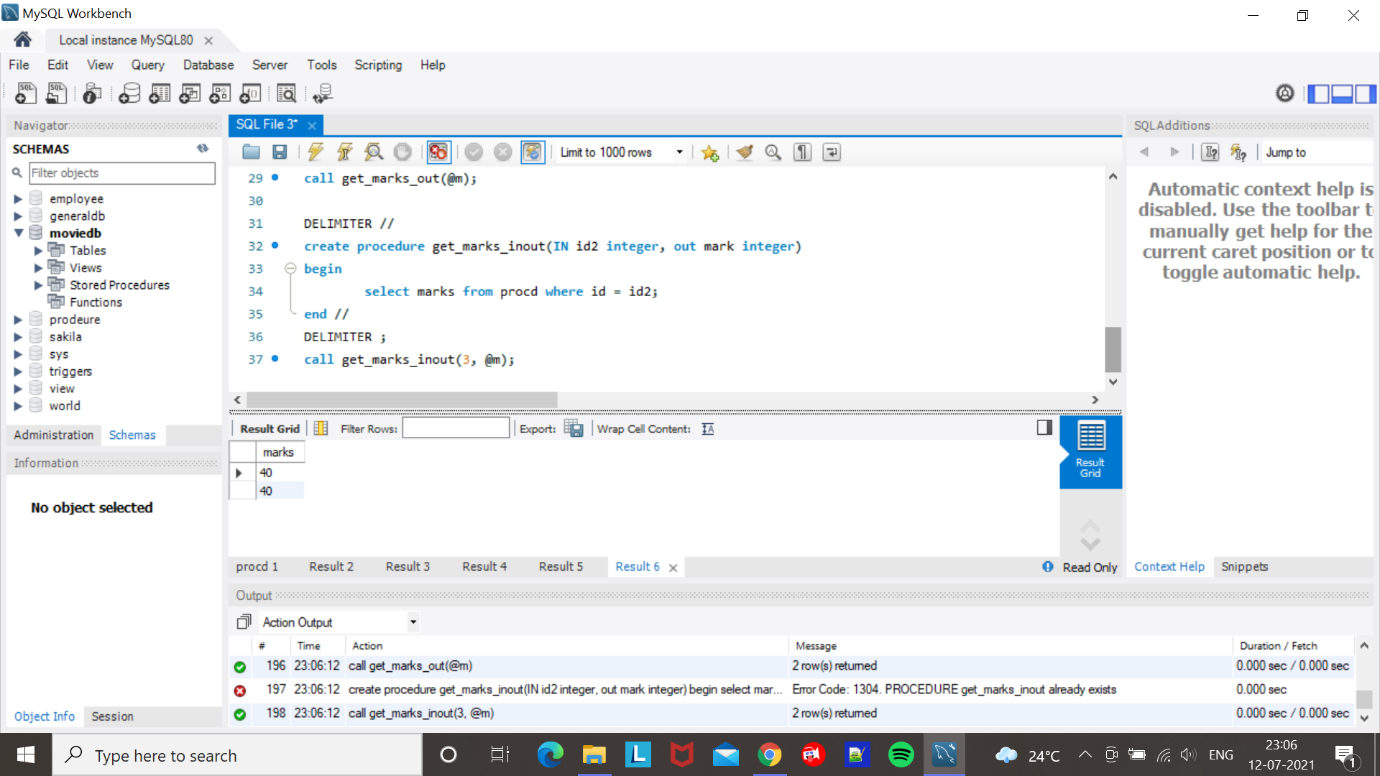 MySQL Workbench
Local instance MySQL80
File Edit View Query Database Server Tools Scripting Help
Navigator
SCHEMAS
Filter objects
employee
generaldb
moviedb
Tables
Views
Stored Procedures
Functions
prodeure
sakila
sys
triggers
view
world
Administration Schemas
Information
No object selected
Object Info Session
SQL File 3*
Limit to 1000 rows
29 call get_marks_out(@m);
30
31 DELIMITER //
32 create procedure get_marks_inout(IN id2 integer, out mark integer)
33 begin
34 select marks from procd where id = id2;
35 end //
36 DELIMITER ;
37 call get_marks_inout(3, @m);
Result Grid Filter Rows: Export: Wrap Cell Content:
marks
40
40
Result
Grid
procd 1 Result 2 Result 3 Result 4 Result 5 Result 6 Read Only
SQLAdditions
Jump to
Automatic context help is
disabled. Use the toolbar t
manually get help for the
current caret position or to
toggle automatic help.
Context Help Snippets
Output
Action Output
# Time Action Message Duration / Fetch
196 23:06:12 call get_marks_out(@m) 2 row(s) returned 0.000 sec / 0.000 sec
197 23:06:12 create procedure get_marks_inout(IN id2 integer, out mark integer) begin select mar... Error Code: 1304. PROCEDURE get_marks_inout already exists 0.000 sec
198 23:06:12 call get_marks_inout(3, @m) 2 row(s) returned 0.000 sec / 0.000 sec
Type here to search
24°C ENG
23:06
12-07-2021
1